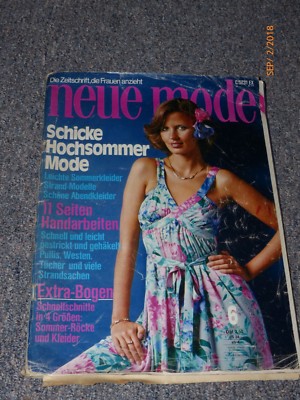 Die Zeitschrift, die Frauen anzieht
neue mode
Schicke
Hochsommer
Mode
Leichte Sommerkleider
Strand-Modelle
Schöne Abendkleider
11 Seiten
Handarbeiten
Schnell und leicht
gestrickt und gehäkelt
Pullis, Westen,
Tücher und viele
Strandsachen
Extra-Bogen
Schnellschnitte
in 4 Größen:
Sommer-Röcke
und Kleider
6
SEP/ 2/2018